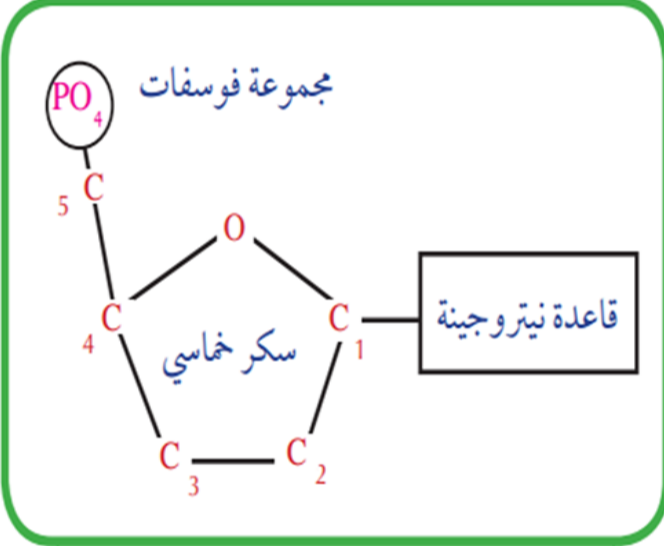 PO4 مجموعة فوسفات
C 5
O
C 4
سكر خماسي
C 1
قاعدة نيتروجينة
C 3
C 2